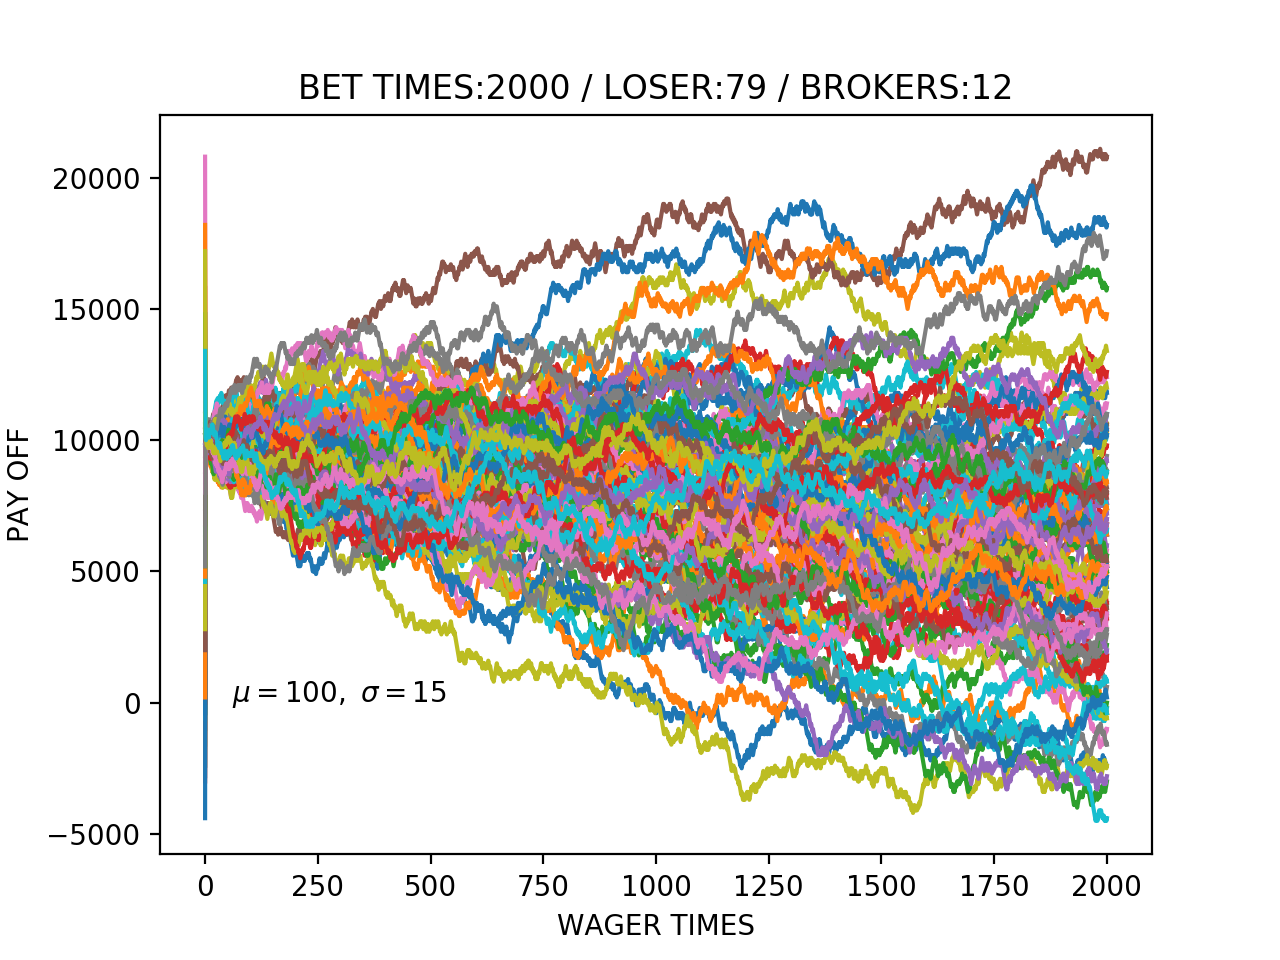 BET TIMES:2000 / LOSER:79 / BROKERS:12
20000
15000
10000
5000
0
−5000
PAY OFF
μ = 100, σ = 15
0 250 500 750 1000 1250 1500 1750 2000
WAGER TIMES